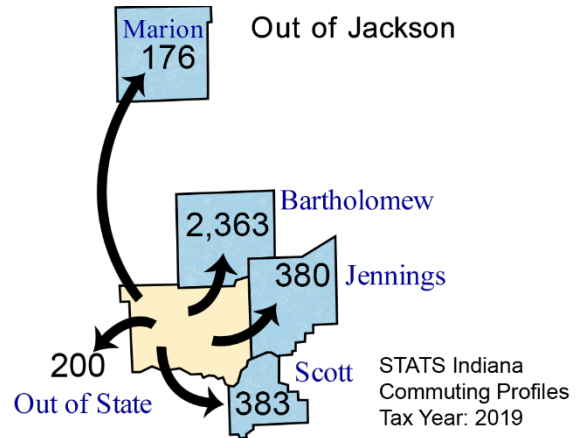 Marion
176
Out of Jackson
Bartholomew
2,363
380
Jennings
200
Out of State
Scott
383
STATS Indiana
Commuting Profiles
Tax Year: 2019